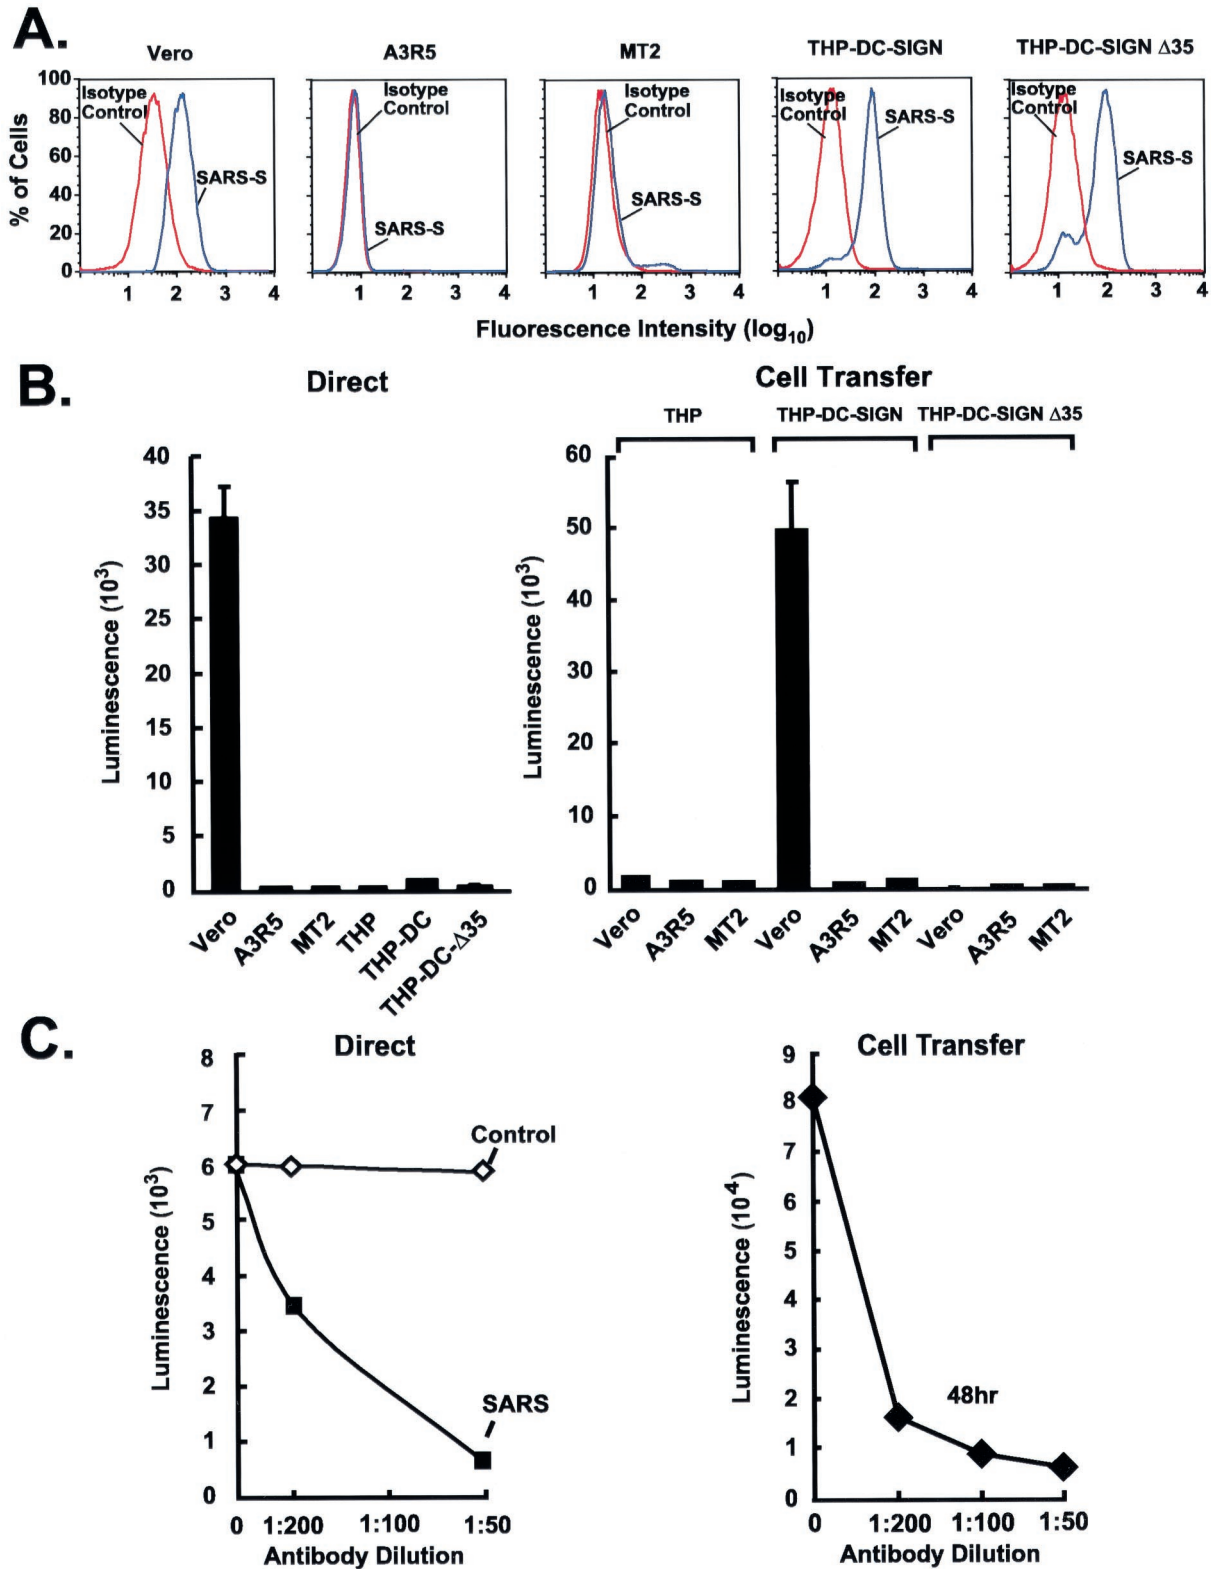 A.
Vero A3R5 MT2 THP-DC-SIGN THP-DC-SIGN Δ35
% of Cells
100
80
60
40
20
0
Isotype
Control
SARS-S
1 2 3 4
Isotype
Control
SARS-S
1 2 3 4
Isotype
Control
SARS-S
1 2 3 4
Isotype
Control
SARS-S
1 2 3 4
Isotype
Control
SARS-S
1 2 3 4
Fluorescence Intensity (log₁₀)
B.
Direct
Luminescence (10³)
40
35
30
25
20
15
10
5
0
Vero A3R5 MT2 THP THP-DC THP-DC-Δ35
Cell Transfer
THP THP-DC-SIGN THP-DC-SIGN Δ35
Luminescence (10³)
60
50
40
30
20
10
0
Vero A3R5 MT2 Vero A3R5 MT2 Vero A3R5 MT2
C.
Direct
Luminescence (10³)
8
7
6
5
4
3
2
1
0
Control
SARS
0 1:200 1:100 1:50
Antibody Dilution
Cell Transfer
Luminescence (10⁴)
9
8
7
6
5
4
3
2
1
0
48hr
0 1:200 1:100 1:50
Antibody Dilution